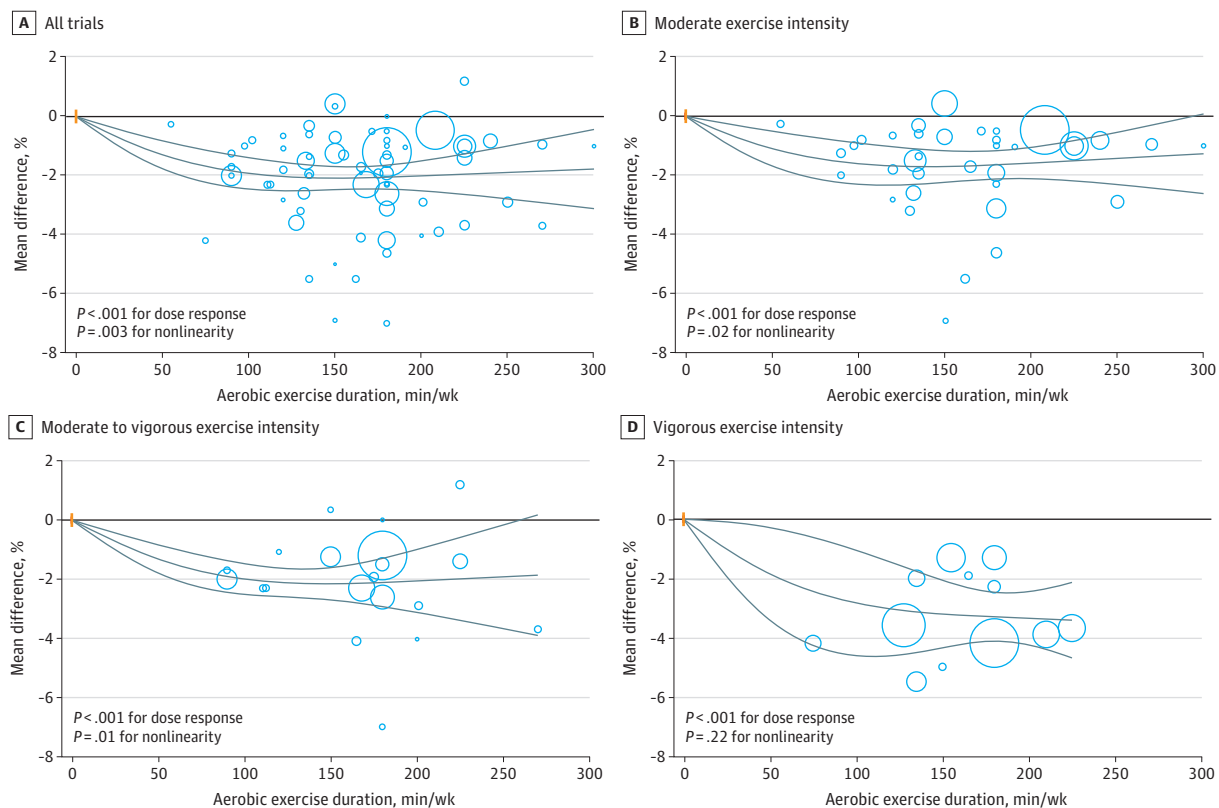 A All trials
2
0
-2
-4
-6
-8
Mean difference, %
P < .001 for dose response
P = .003 for nonlinearity
0 50 100 150 200 250 300
Aerobic exercise duration, min/wk
B Moderate exercise intensity
2
0
-2
-4
-6
-8
Mean difference, %
P < .001 for dose response
P = .02 for nonlinearity
0 50 100 150 200 250 300
Aerobic exercise duration, min/wk
C Moderate to vigorous exercise intensity
2
0
-2
-4
-6
-8
Mean difference, %
P < .001 for dose response
P = .01 for nonlinearity
0 50 100 150 200 250 300
Aerobic exercise duration, min/wk
D Vigorous exercise intensity
2
0
-2
-4
-6
-8
Mean difference, %
P < .001 for dose response
P = .22 for nonlinearity
0 50 100 150 200 250 300
Aerobic exercise duration, min/wk